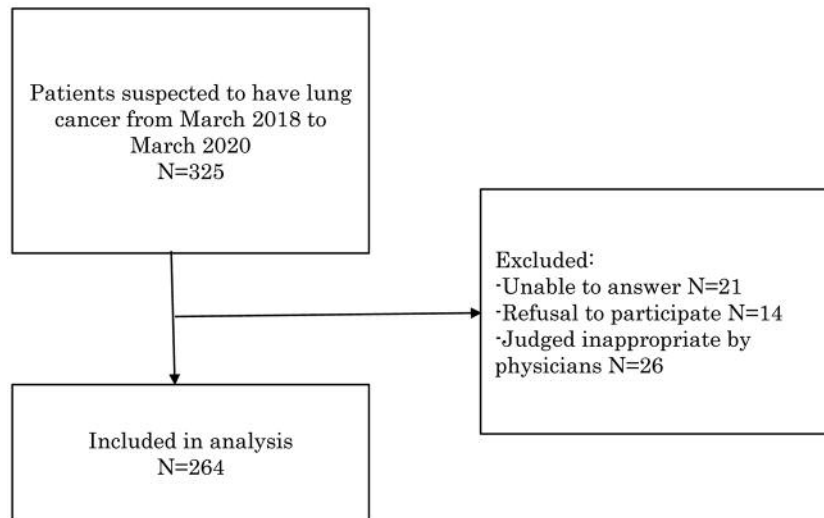 Patients suspected to have lung
cancer from March 2018 to
March 2020
N=325
Excluded:
-Unable to answer N=21
-Refusal to participate N=14
-Judged inappropriate by
physicians N=26
Included in analysis
N=264